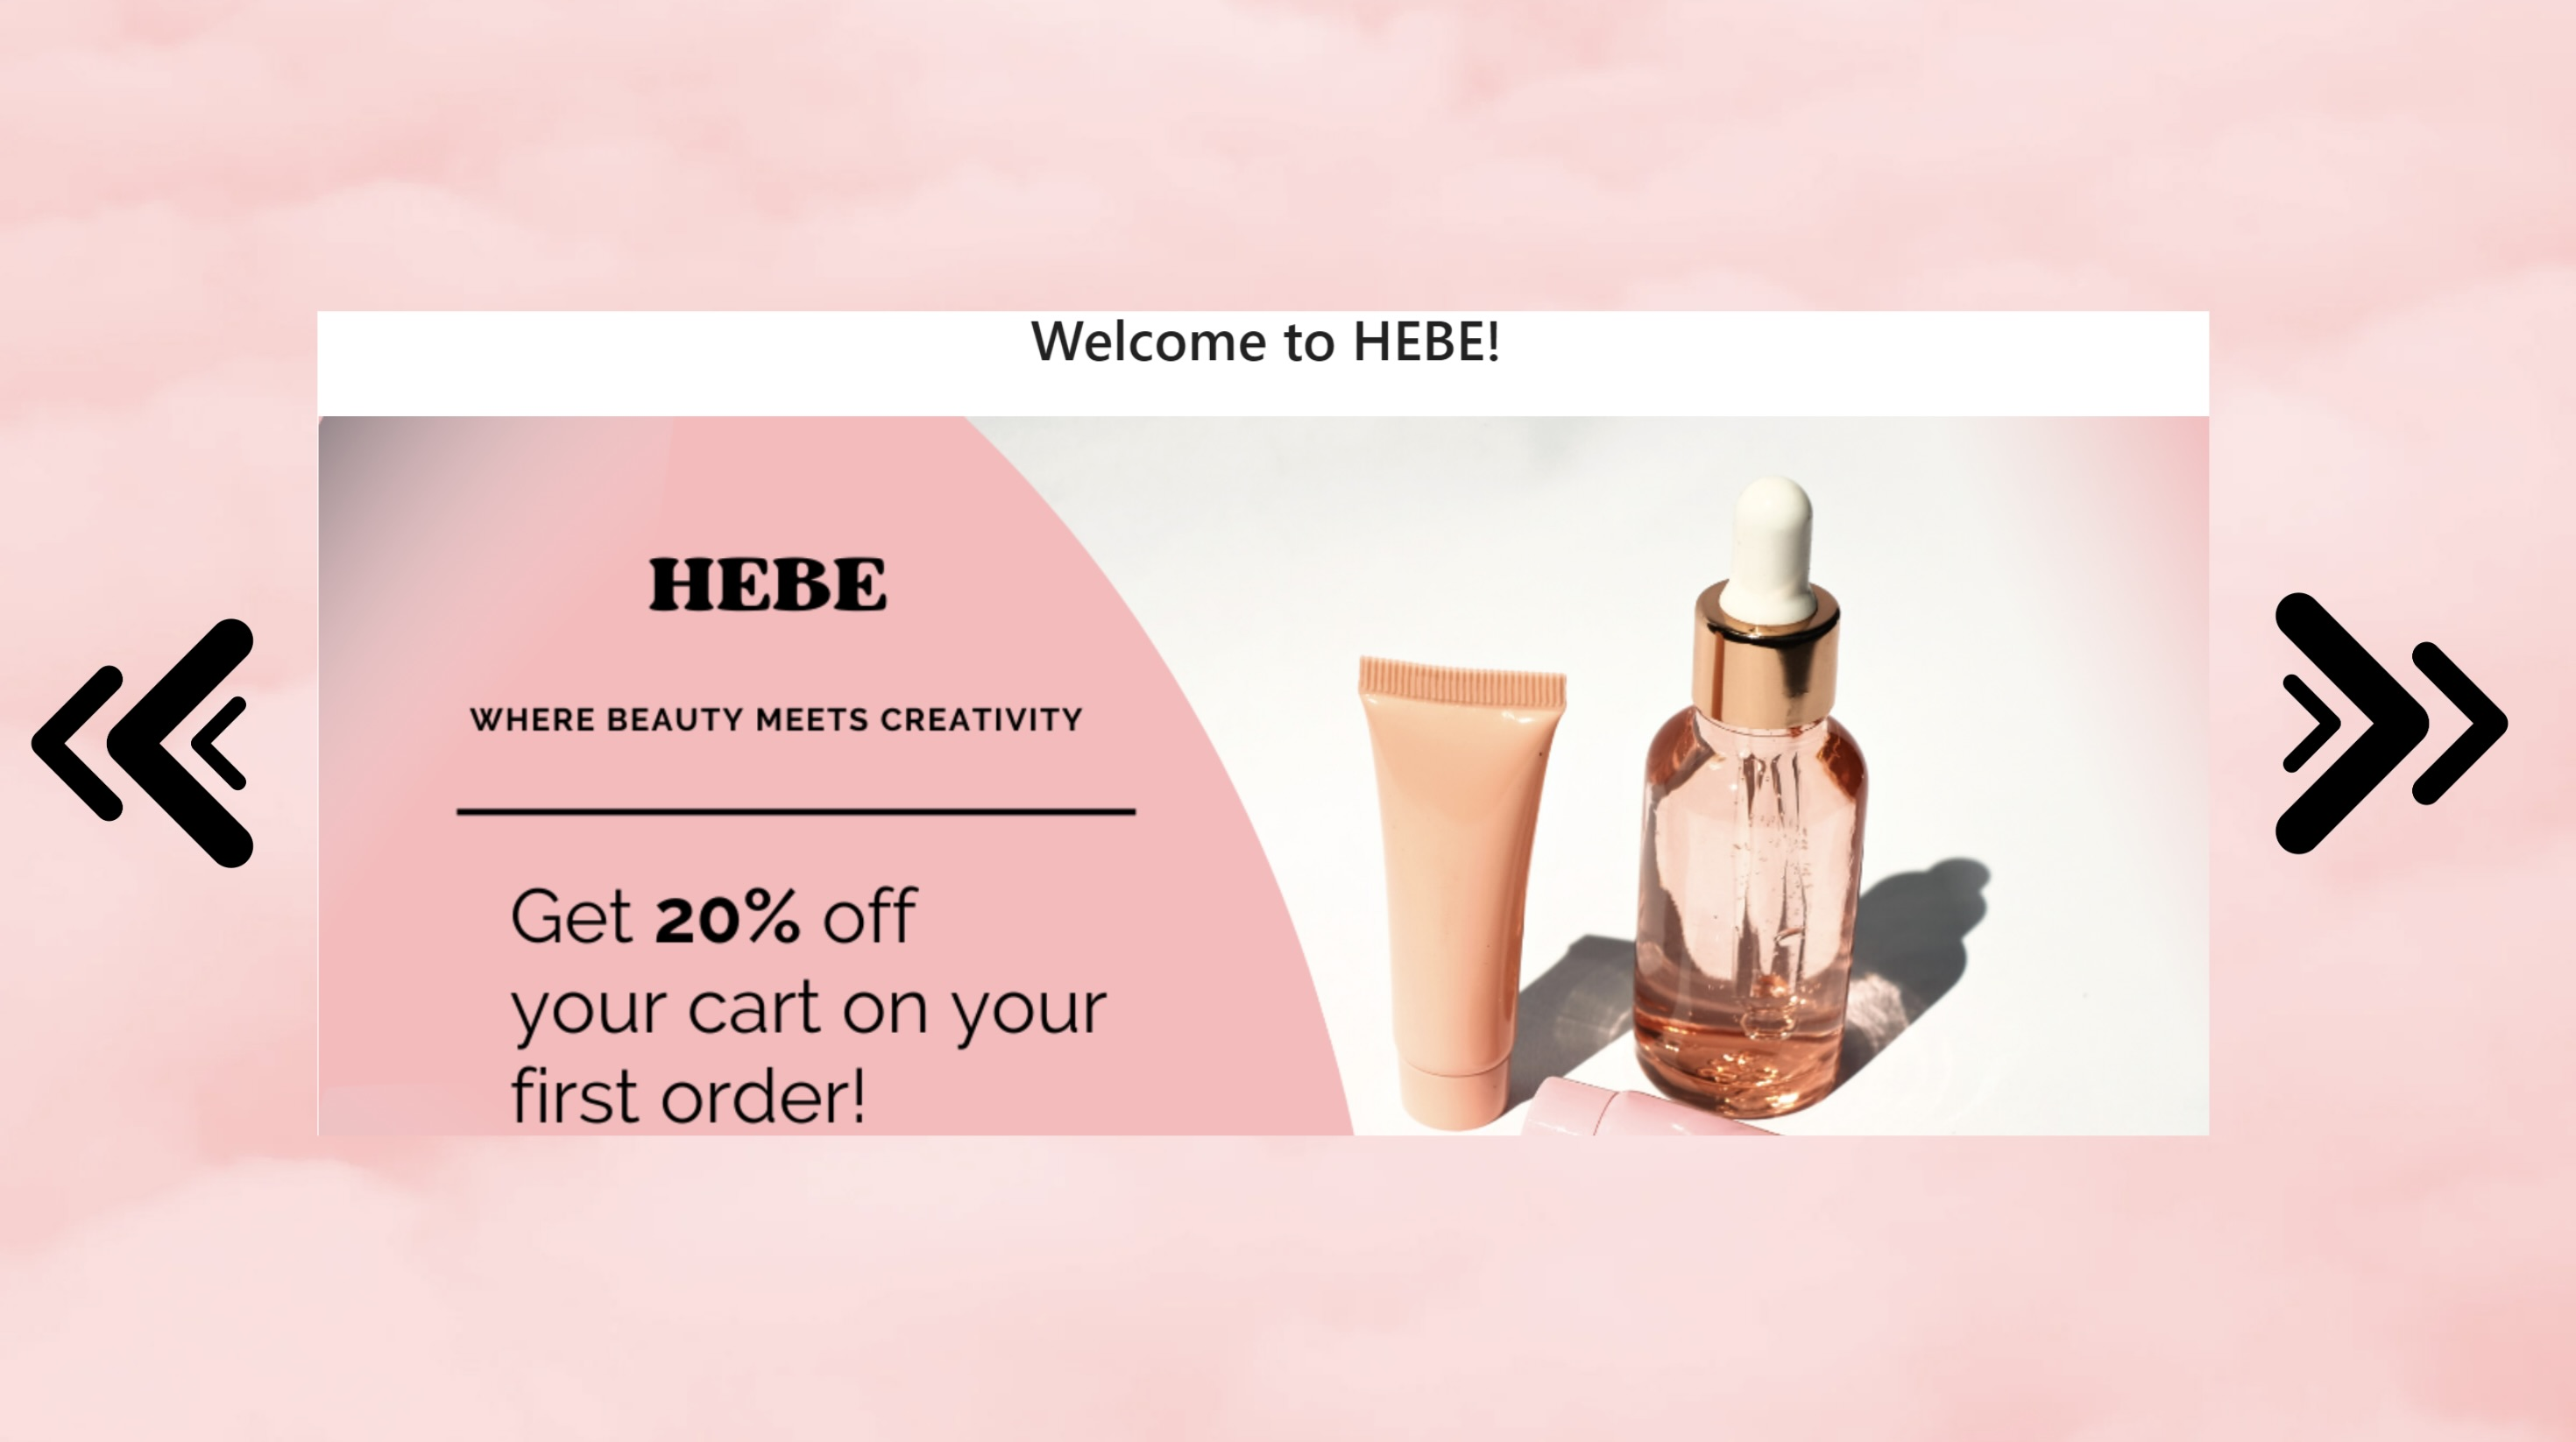 Welcome to HEBE!
HEBE
WHERE BEAUTY MEETS CREATIVITY
Get 20% off
your cart on your
first order!